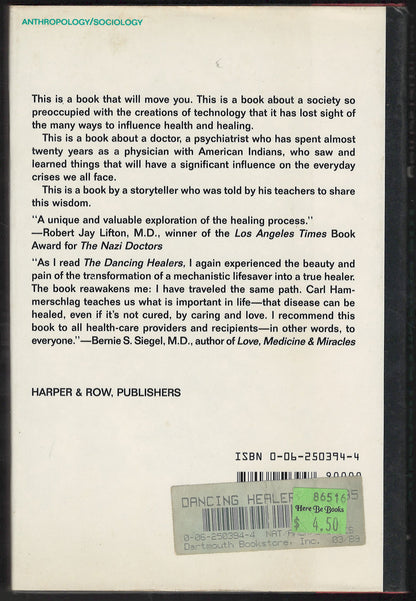 ANTHROPOLOGY/SOCIOLOGY
This is a book that will move you. This is a book about a society so
preoccupied with the creations of technology that it has lost sight of
the many ways to influence health and healing.
This is a book about a doctor, a psychiatrist who has spent almost
twenty years as a physician with American Indians, who saw and
learned things that will have a significant influence on the everyday
crises we all face.
This is a book by a storyteller who was told by his teachers to share
this wisdom.
"A unique and valuable exploration of the healing process."
—Robert Jay Lifton, M.D., winner of the Los Angeles Times Book
Award for The Nazi Doctors
"As I read The Dancing Healers, I again experienced the beauty and
pain of the transformation of a mechanistic lifesaver into a true healer.
The book reawakens me: I have traveled the same path. Carl Ham-
merschlag teaches us what is important in life—that disease can be
healed, even if it's not cured, by caring and love. I recommend this
book to all health-care providers and recipients—in other words, to
everyone."—Bernie S. Siegel, M.D., author of Love, Medicine & Miracles
HARPER & ROW, PUBLISHERS
ISBN 0-06-250394-4
90000
DANCING HEALER
86516
Here Be Books
$ 4.50
0-06-250394-4 NAT/
Dartmouth Bookstore, Inc. 03/89